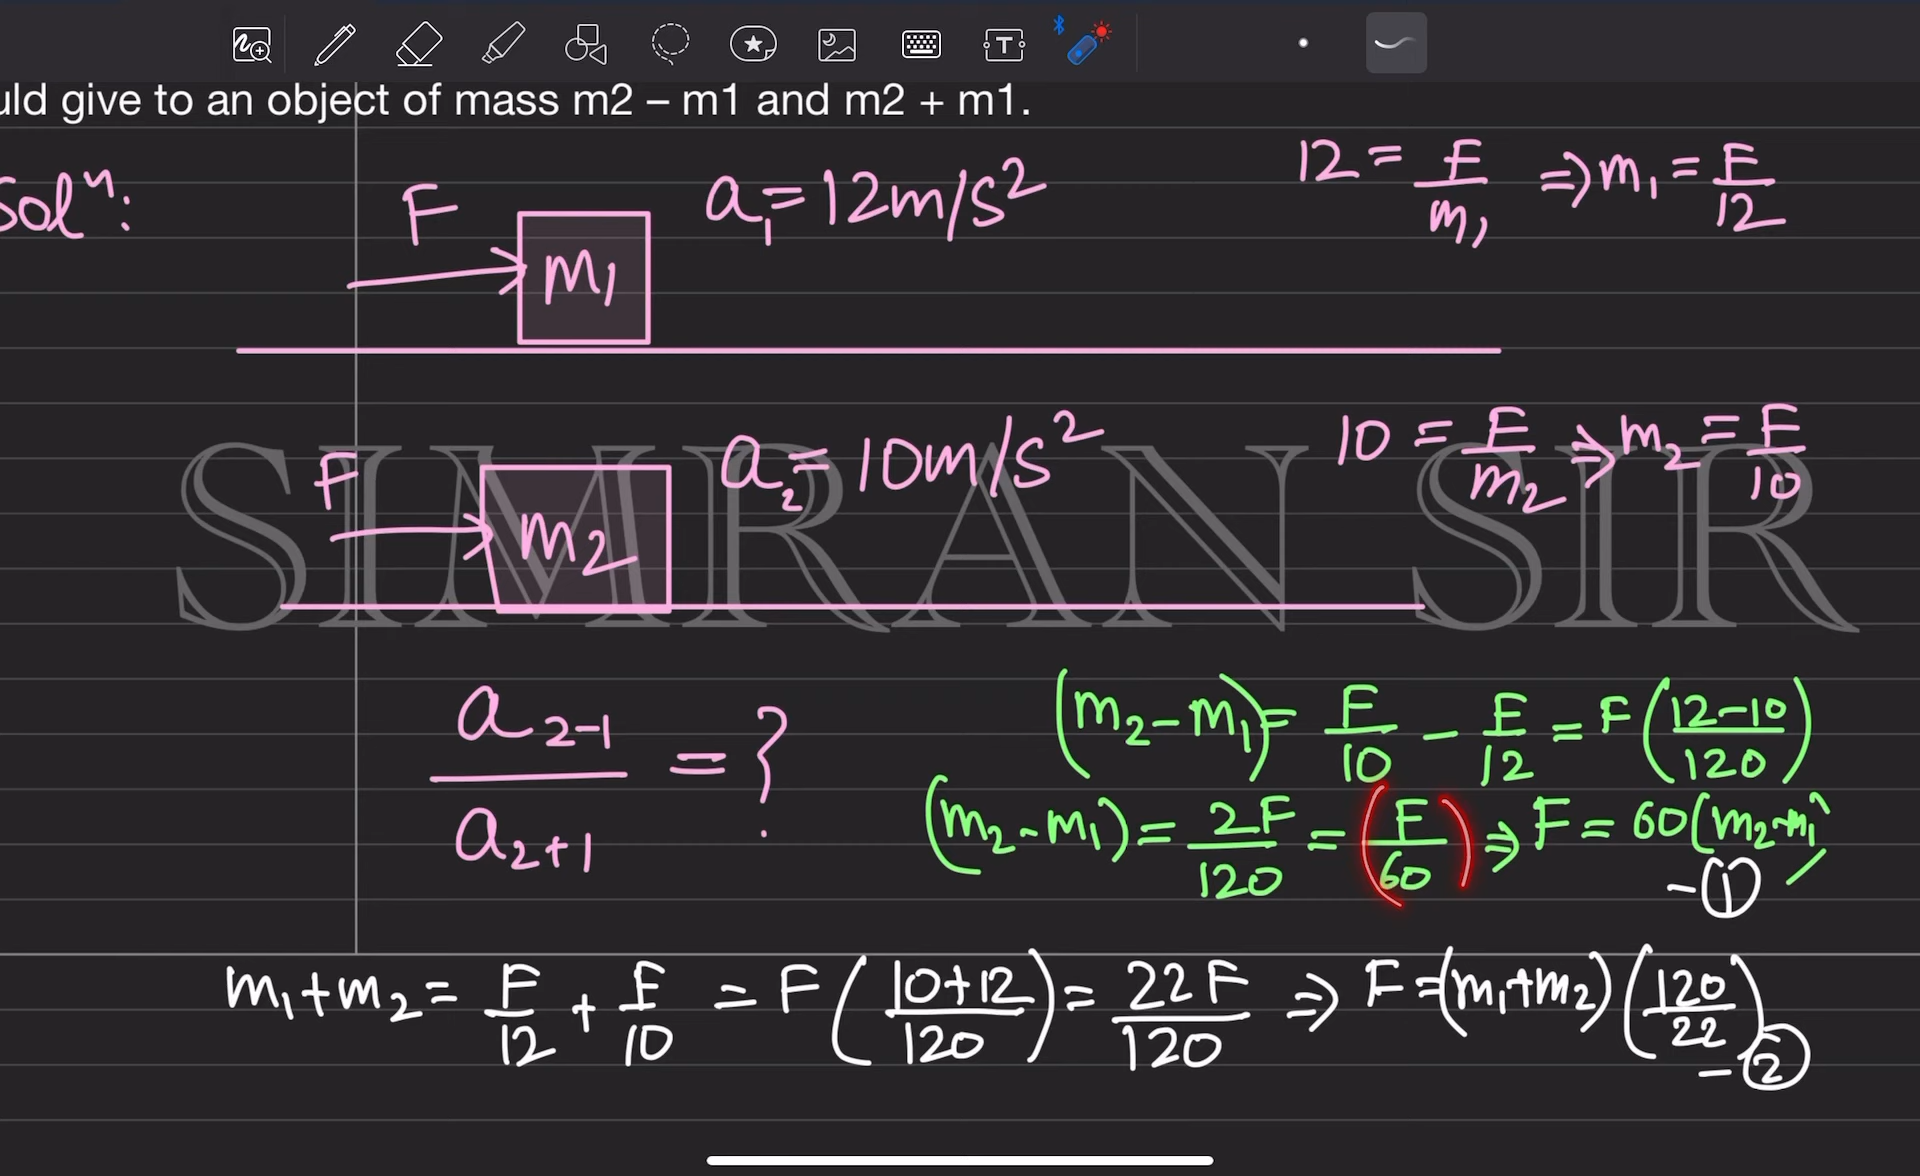 uld give to an object of mass m2 – m1 and m2 + m1.
Solⁿ:
F
m₁
a₁ = 12m/s²
12 = F/m₁ ⇒ m₁ = F/12
F
m₂
a₂ = 10m/s²
10 = F/m₂ ⇒ m₂ = F/10
SIMRAN SIR
a₂₋₁/a₂₊₁ = ?
(m₂-m₁) = F/10 - F/12 = F(12-10/120)
(m₂-m₁) = 2F/120 = (F/60) ⇒ F = 60(m₂-m₁)
-①
m₁+m₂ = F/12 + F/10 = F(10+12/120) = 22F/120 ⇒ F = (m₁+m₂)(120/22)
-②